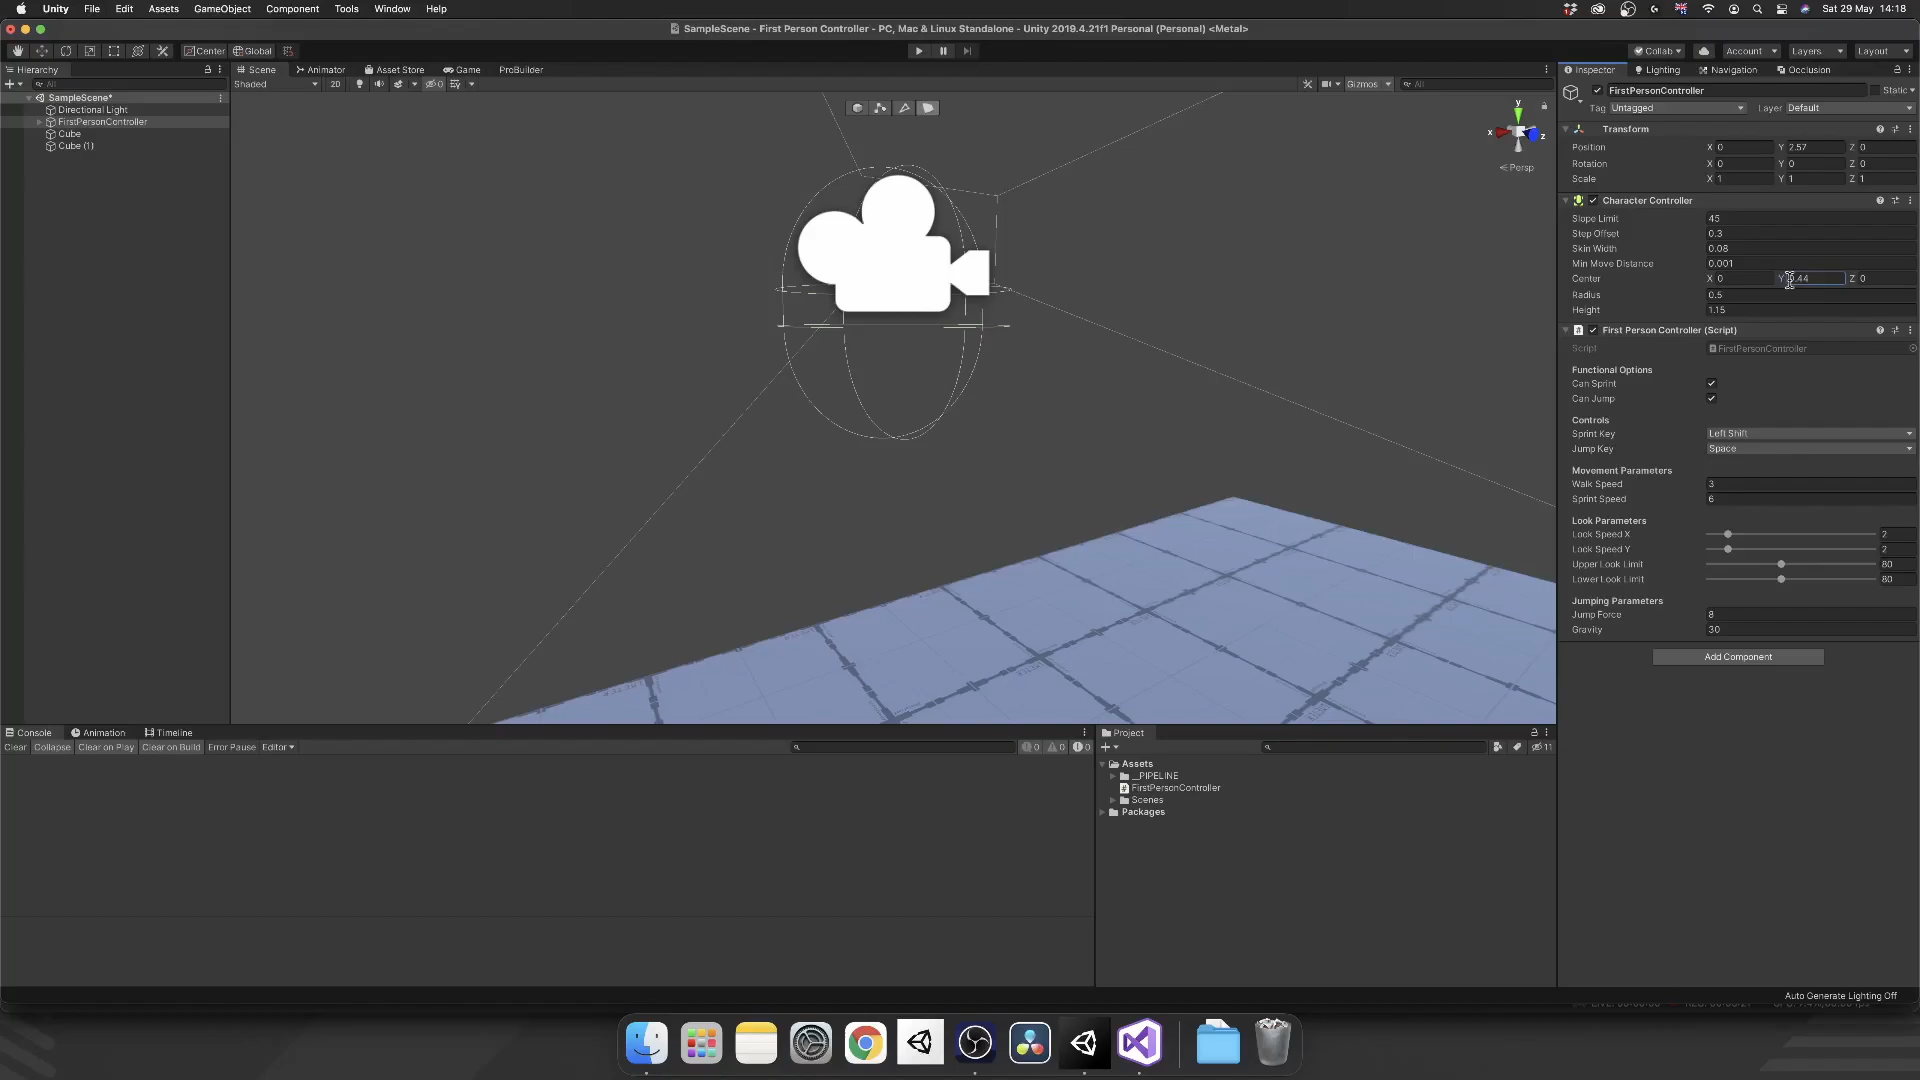 Unity File Edit Assets GameObject Component Tools Window Help Sat 29 May 14:18
SampleScene - First Person Controller - PC, Mac & Linux Standalone - Unity 2019.4.21f1 Personal (Personal) <Metal>
Center Global Collab Account Layers Layout
Hierarchy Scene Animator Asset Store Game ProBuilder Inspector Lighting Navigation Occlusion
All Shaded 2D 0 Gizmos All FirstPersonController Static
SampleScene*
Directional Light
FirstPersonController
Cube
Cube (1)
y
x z
Persp
Tag Untagged Layer Default
Transform
Position X 0 Y 2.57 Z 0
Rotation X 0 Y 0 Z 0
Scale X 1 Y 1 Z 1
Character Controller
Slope Limit 45
Step Offset 0.3
Skin Width 0.08
Min Move Distance 0.001
Center X 0 Y .44 Z 0
Radius 0.5
Height 1.15
First Person Controller (Script)
Script FirstPersonController
Functional Options
Can Sprint
Can Jump
Controls
Sprint Key Left Shift
Jump Key Space
Movement Parameters
Walk Speed 3
Sprint Speed 6
Look Parameters
Look Speed X 2
Look Speed Y 2
Upper Look Limit 80
Lower Look Limit 80
Jumping Parameters
Jump Force 8
Gravity 30
Add Component
Console Animation Timeline
Clear Collapse Clear on Play Clear on Build Error Pause Editor 0 0 0
Project
11
Assets
__PIPELINE
FirstPersonController
Scenes
Packages
Auto Generate Lighting Off